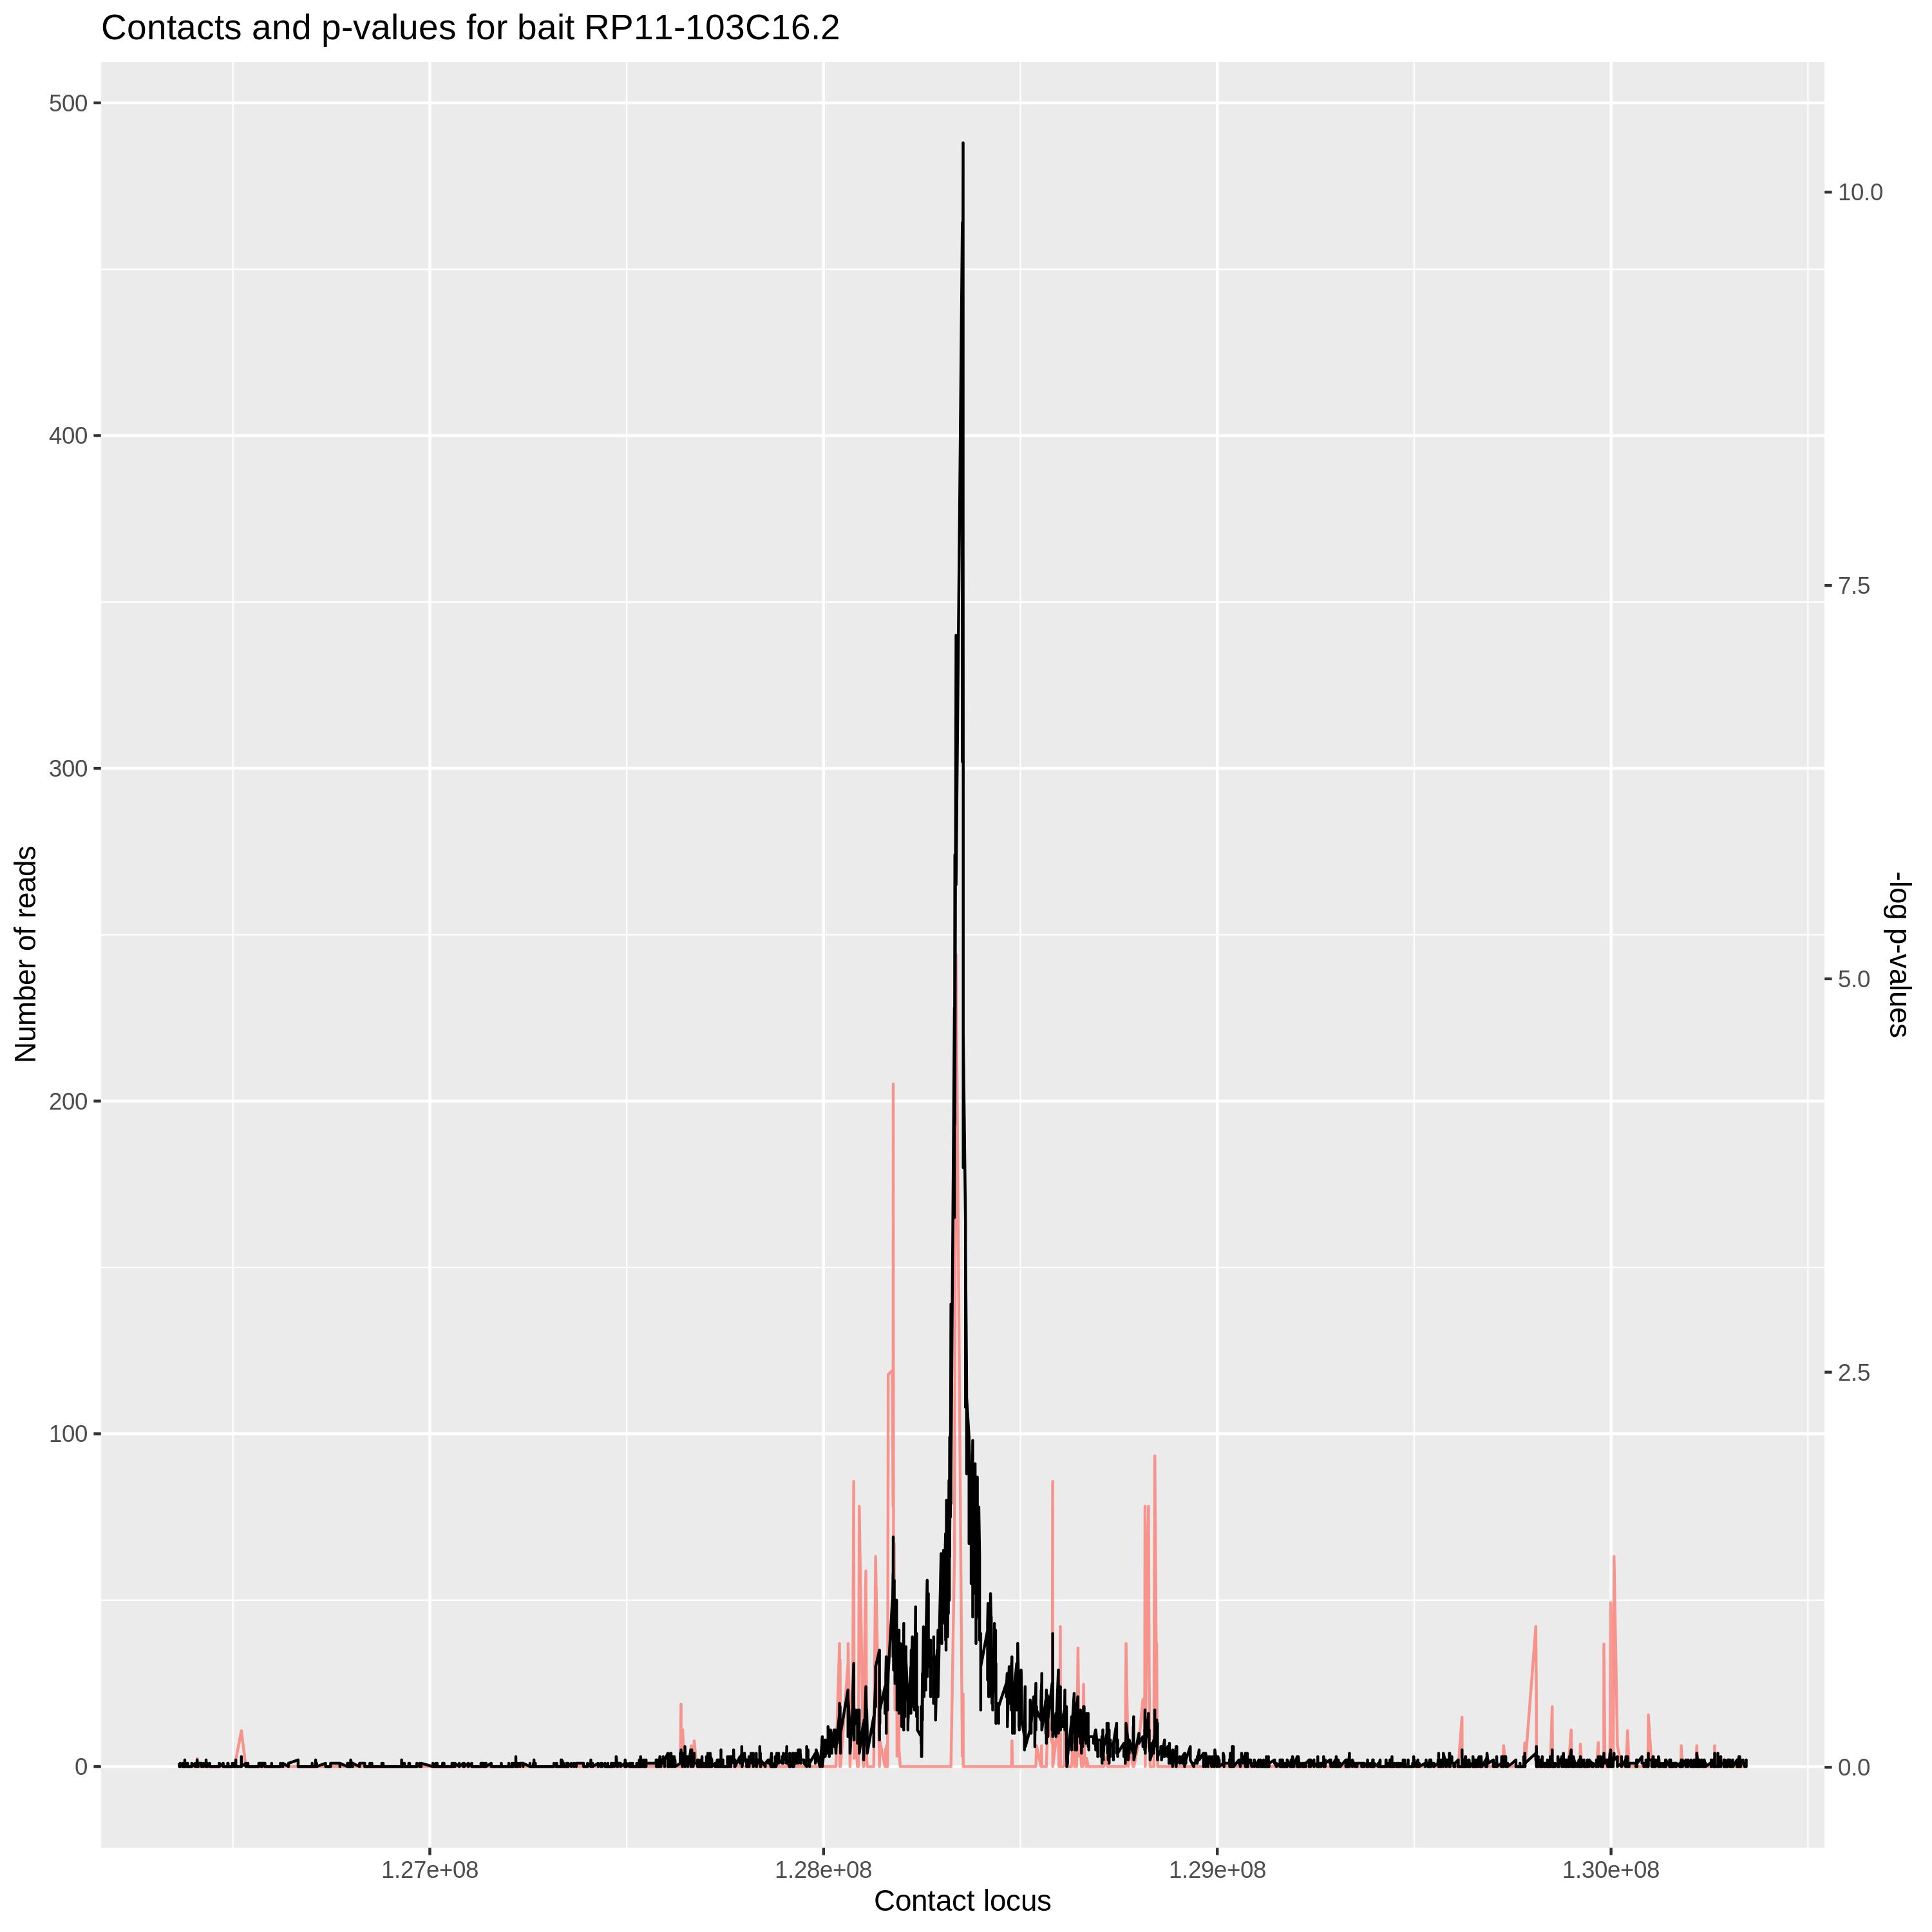 Contacts and p-values for bait RP11-103C16.2
500
400
300
200
100
0
Number of reads
10.0
7.5
5.0
2.5
0.0
-log p-values
1.27e+08
1.28e+08
1.29e+08
1.30e+08
Contact locus